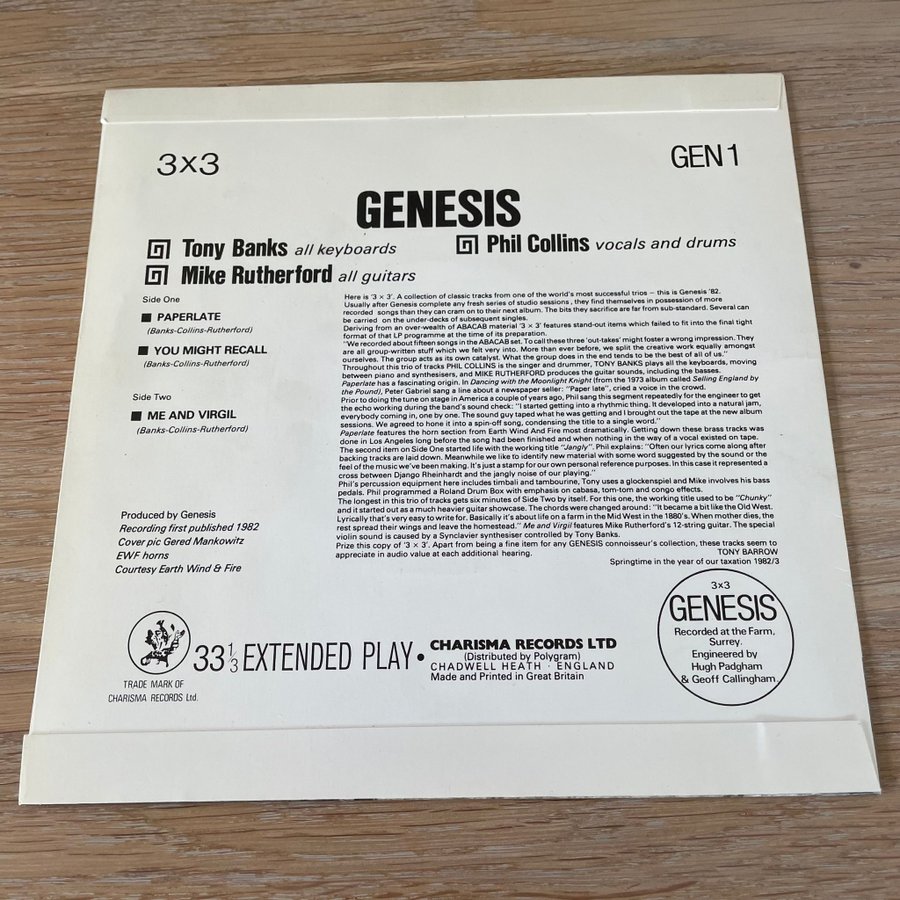 3×3
GEN 1
GENESIS
Tony Banks all keyboards
Phil Collins vocals and drums
Mike Rutherford all guitars
Side One
PAPERLATE
(Banks-Collins-Rutherford)
YOU MIGHT RECALL
(Banks-Collins-Rutherford)
Side Two
ME AND VIRGIL
(Banks-Collins-Rutherford)
Here is '3 × 3'. A collection of classic tracks from one of the world's most successful trios – this is Genesis '82.
Usually after Genesis complete any fresh series of studio sessions, they find themselves in possession of more
recorded songs than they can cram on to their next album. The bits they sacrifice are far from sub-standard. Several can
be carried on the under-decks of subsequent singles.
Deriving from an over-wealth of ABACAB material '3 × 3' features stand-out items which failed to fit into the final tight
format of that LP programme at the time of its preparation.
"We recorded about fifteen songs in the ABACAB set. To call these three 'out-takes' might foster a wrong impression. They
are all group-written stuff which we felt very into. More than ever before, we split the creative work equally amongst
ourselves. The group acts as its own catalyst. What the group does in the end tends to be the best of all of us."
Throughout this trio of tracks PHIL COLLINS is the singer and drummer, TONY BANKS plays all the keyboards, moving
between piano and synthesisers, and MIKE RUTHERFORD produces the guitar sounds, including the basses.
Paperlate has a fascinating origin. In Dancing with the Moonlight Knight (from the 1973 album called Selling England by
the Pound), Peter Gabriel sang a line about a newspaper seller: "Paper late", cried a voice in the crowd.
Prior to doing the tune on stage in America a couple of years ago, Phil sang this segment repeatedly for the engineer to get
the echo working during the band's sound check: "I started getting into a rhythmic thing. It developed into a natural jam,
everybody coming in, one by one. The sound guy taped what he was getting and I brought out the tape at the new album
sessions. We agreed to hone it into a spin-off song, condensing the title to a single word."
Paperlate features the horn section from Earth Wind And Fire most dramatically. Getting down these brass tracks was
done in Los Angeles long before the song had been finished and when nothing in the way of a vocal existed on tape.
The second item on Side One started life with the working title "Jangly". Phil explains: "Often our lyrics come along after
backing tracks are laid down. Meanwhile we like to identify new material with some word suggested by the sound or the
feel of the music we've been making. It's just a stamp for our own personal reference purposes. In this case it represented a
cross between Django Rheinhardt and the jangly noise of our playing."
Phil's percussion equipment here includes timbali and tambourine, Tony uses a glockenspiel and Mike involves his bass
pedals. Phil programmed a Roland Drum Box with emphasis on cabasa, tom-tom and congo effects.
The longest in this trio of tracks gets six minutes of Side Two by itself. For this one, the working title used to be "Chunky"
and it started out as a much heavier guitar showcase. The chords were changed around: "It became a bit like the Old West.
Lyrically that's very easy to write for. Basically it's about life on a farm in the Mid West in the 1880's. When mother dies, the
rest spread their wings and leave the homestead." Me and Virgil features Mike Rutherford's 12-string guitar. The special
violin sound is caused by a Synclavier synthesiser controlled by Tony Banks.
Prize this copy of '3 × 3'. Apart from being a fine item for any GENESIS connoisseur's collection, these tracks seem to
appreciate in audio value at each additional hearing.
TONY BARROW
Springtime in the year of our taxation 1982/3
Produced by Genesis
Recording first published 1982
Cover pic Gered Mankowitz
EWF horns
Courtesy Earth Wind & Fire
TRADE MARK OF
CHARISMA RECORDS Ltd.
33 1/3 EXTENDED PLAY •
CHARISMA RECORDS LTD
(Distributed by Polygram)
CHADWELL HEATH · ENGLAND
Made and Printed in Great Britain
3×3
GENESIS
Recorded at the Farm,
Surrey.
Engineered by
Hugh Padgham
& Geoff Callingham.